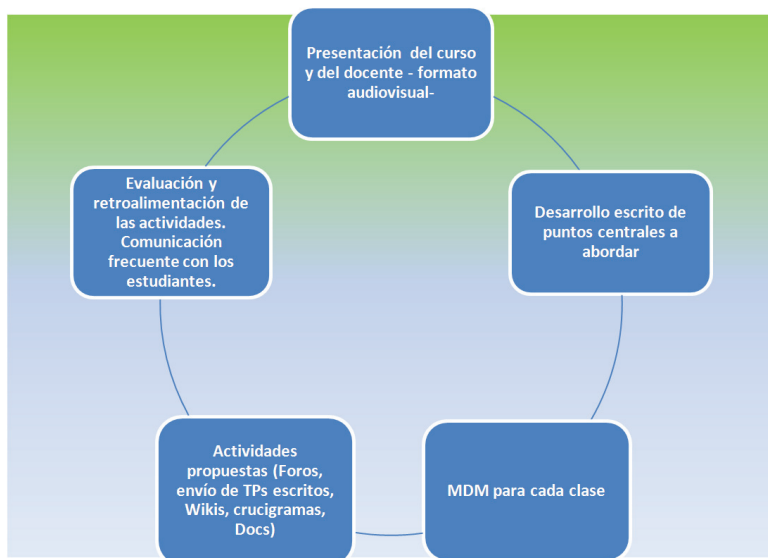 Presentación del curso
y del docente - formato
audiovisual-
Desarrollo escrito de
puntos centrales a
abordar
MDM para cada clase
Actividades
propuestas (Foros,
envío de TPs escritos,
Wikis, crucigramas,
Docs)
Evaluación y
retroalimentación de
las actividades.
Comunicación
frecuente con los
estudiantes.